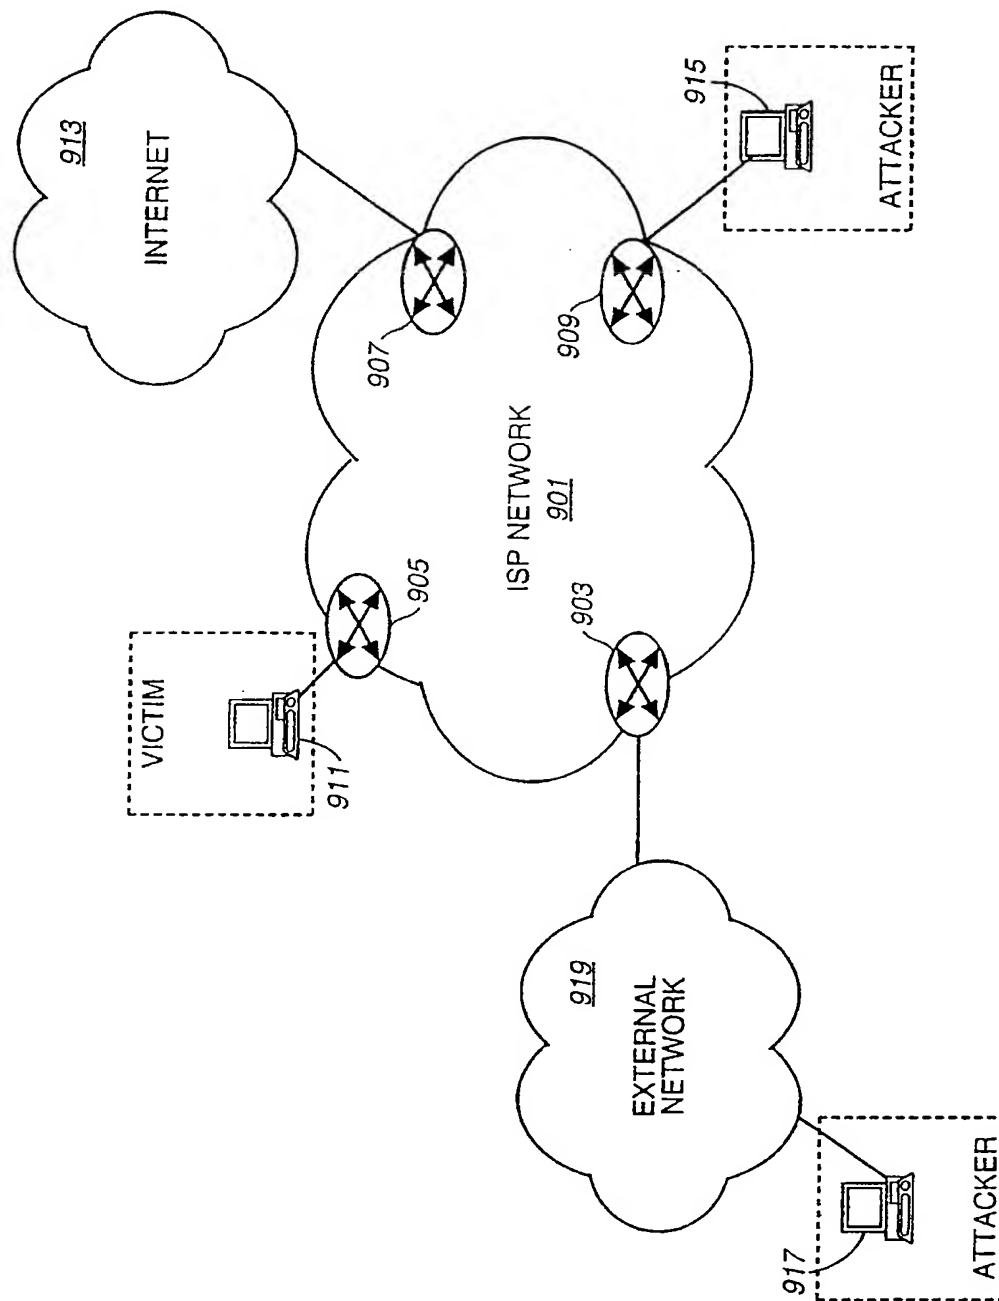 913
VICTIM
INTERNET
911
907
905
ISP NETWORK
901
909
919
903
EXTERNAL
NETWORK
915
917
ATTACKER
ATTACKER